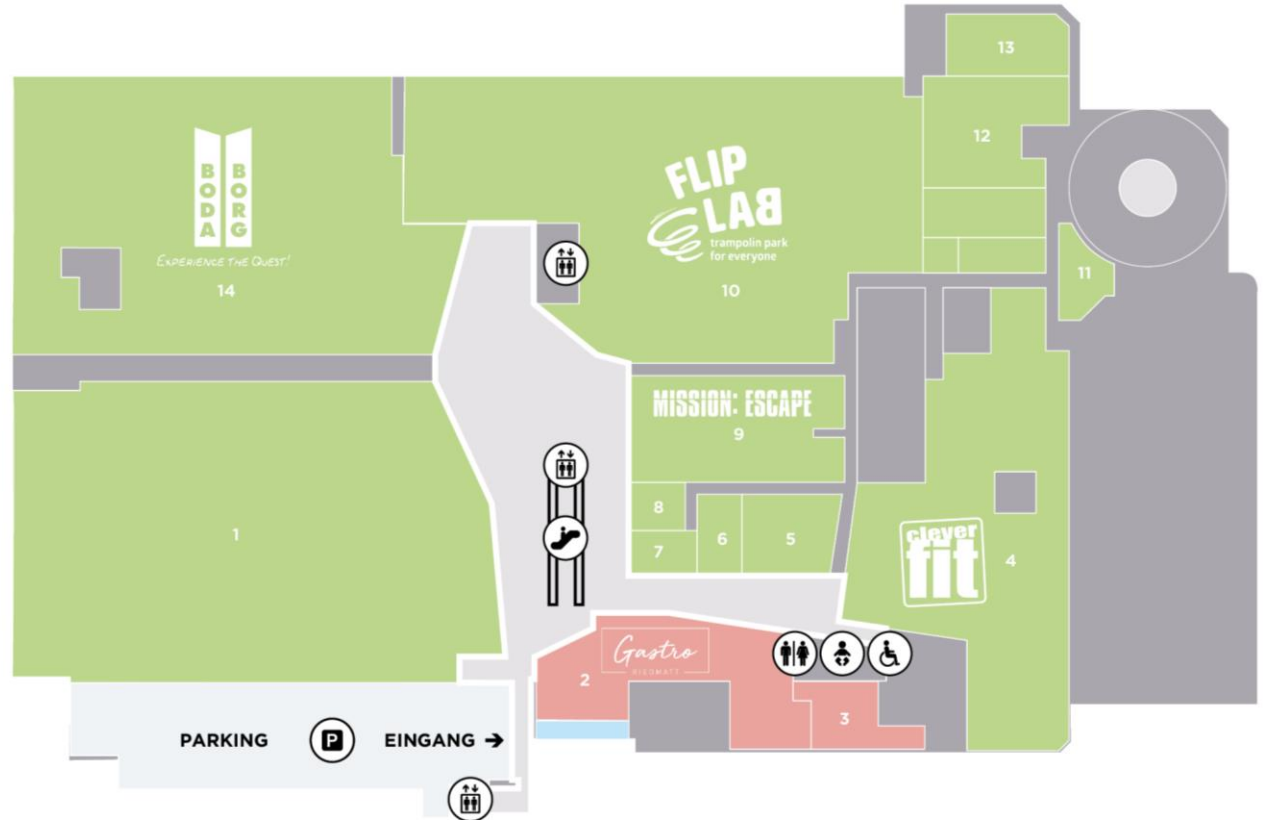 13
12
BODA BORG
EXPERIENCE THE QUEST!
14
FLIP
LAB
trampolin park
for everyone
10
11
MISSION: ESCAPE
9
8
7
6
5
1
clever
fit
4
Gastro
RIEDMATT
2
3
PARKING
P
EINGANG →